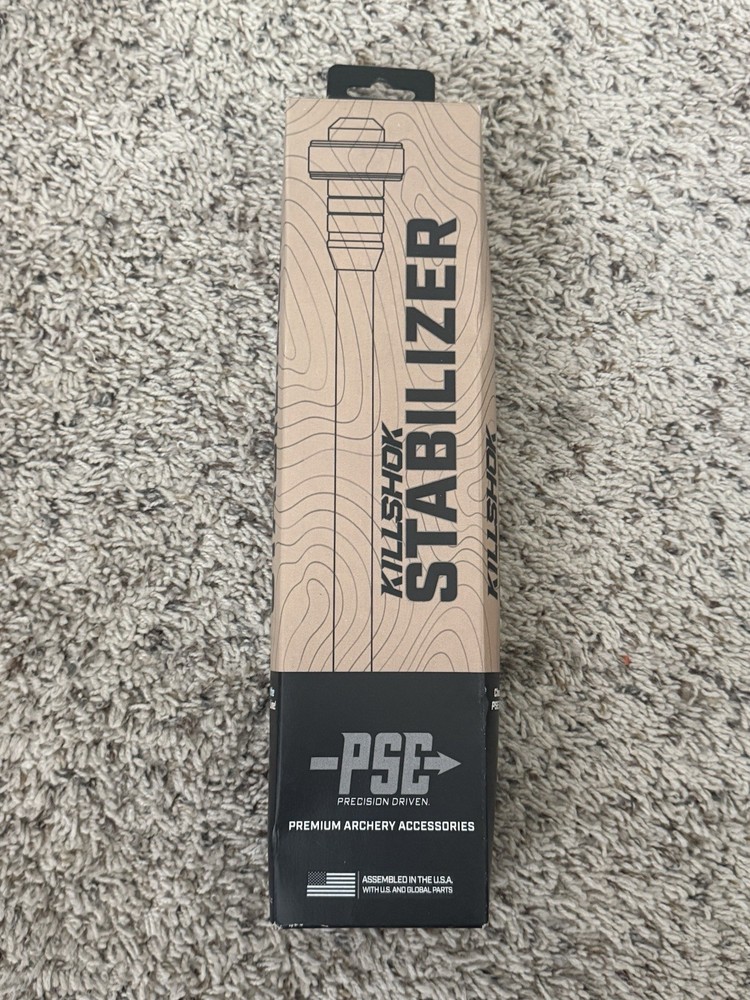 KILLSHOK
STABILIZER
KILLSHOK
PSE
PRECISION DRIVEN.
PREMIUM ARCHERY ACCESSORIES
ASSEMBLED IN THE U.S.A.
WITH U.S. AND GLOBAL PARTS